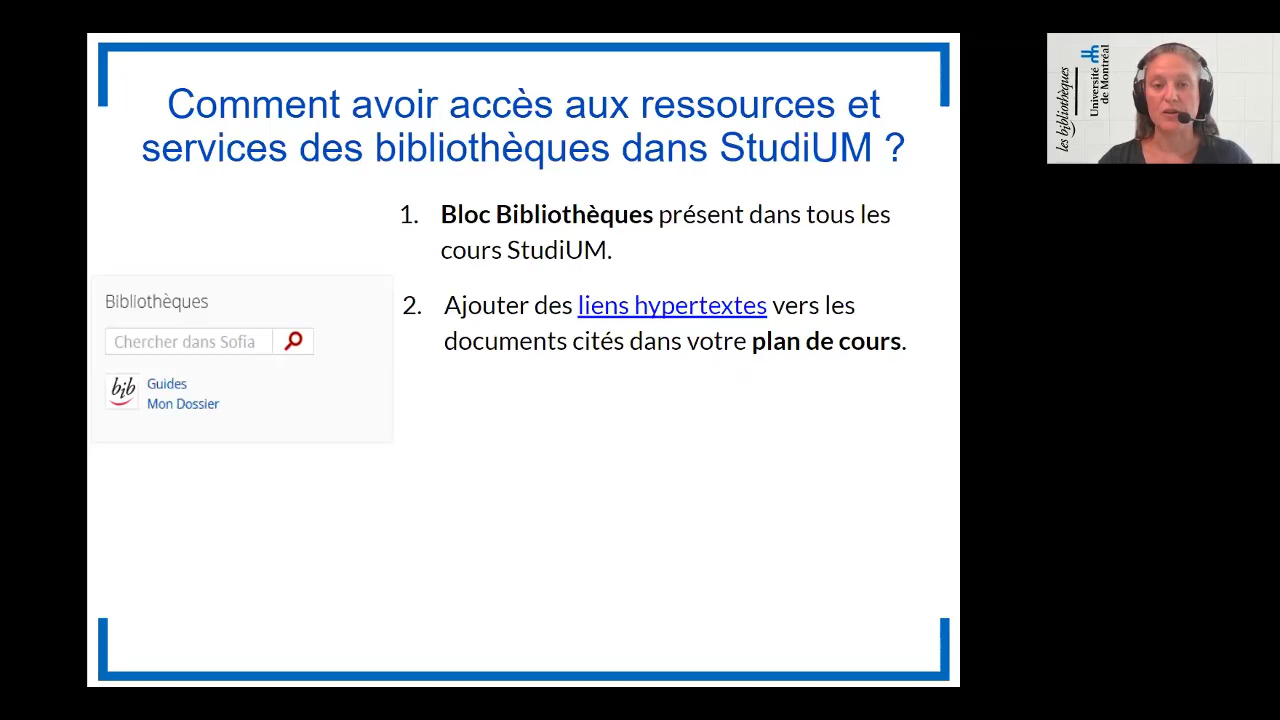 Comment avoir accès aux ressources et
services des bibliothèques dans StudiUM ?
1. Bloc Bibliothèques présent dans tous les
cours StudiUM.
2. Ajouter des liens hypertextes vers les
documents cités dans votre plan de cours.
Bibliothèques
Chercher dans Sofia
bib
Guides
Mon Dossier
les bibliothèques
Université
de Montréal